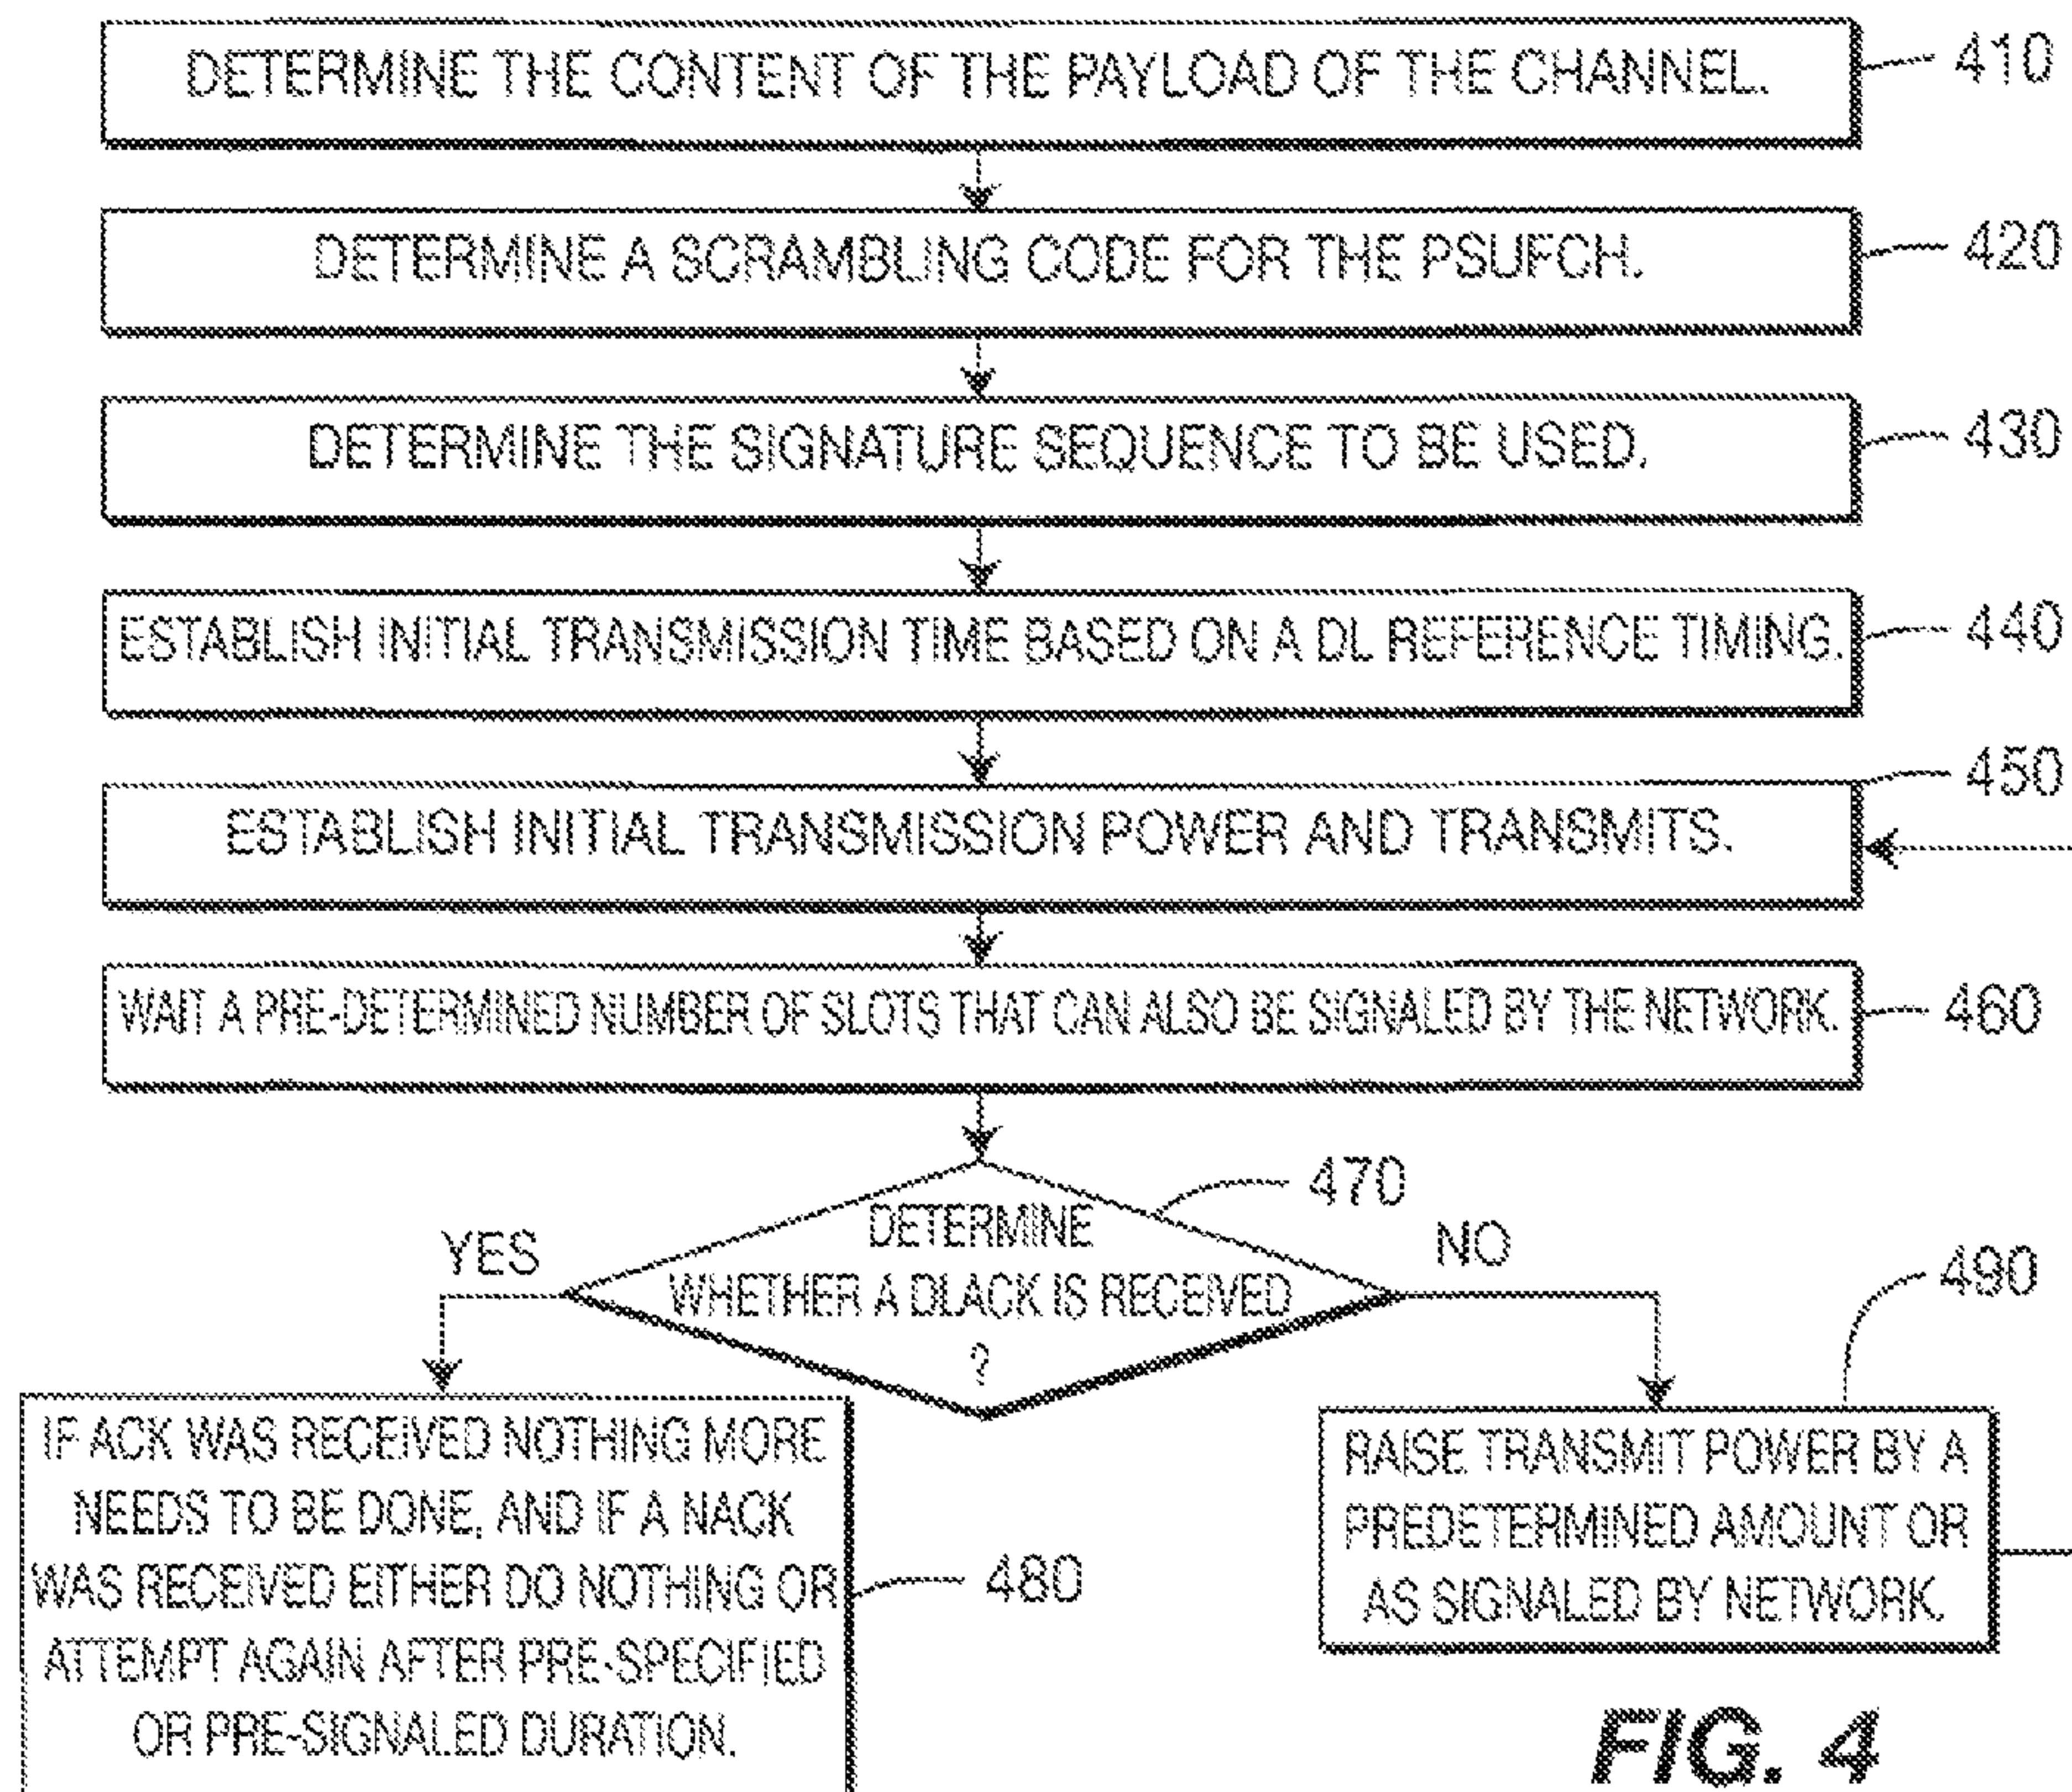 DETERMINE THE CONTENT OF THE PAYLOAD OF THE CHANNEL.
410
DETERMINE A SCRAMBLING CODE FOR THE PSUFCH.
420
DETERMINE THE SIGNATURE SEQUENCE TO BE USED.
430
ESTABLISH INITIAL TRANSMISSION TIME BASED ON A DL REFERENCE TIMING.
440
450
ESTABLISH INITIAL TRANSMISSION POWER AND TRANSMITS.
WAIT A PRE-DETERMINED NUMBER OF SLOTS THAT CAN ALSO BE SIGNALED BY THE NETWORK.
460
470
DETERMINE
WHETHER A DLACK IS RECEIVED
?
YES
NO
490
IF ACK WAS RECEIVED NOTHING MORE
NEEDS TO BE DONE, AND IF A NACK
WAS RECEIVED EITHER DO NOTHING OR
ATTEMPT AGAIN AFTER PRE-SPECIFIED
OR PRE-SIGNALED DURATION.
480
RAISE TRANSMIT POWER BY A
PREDETERMINED AMOUNT OR
AS SIGNALED BY NETWORK.
FIG. 4